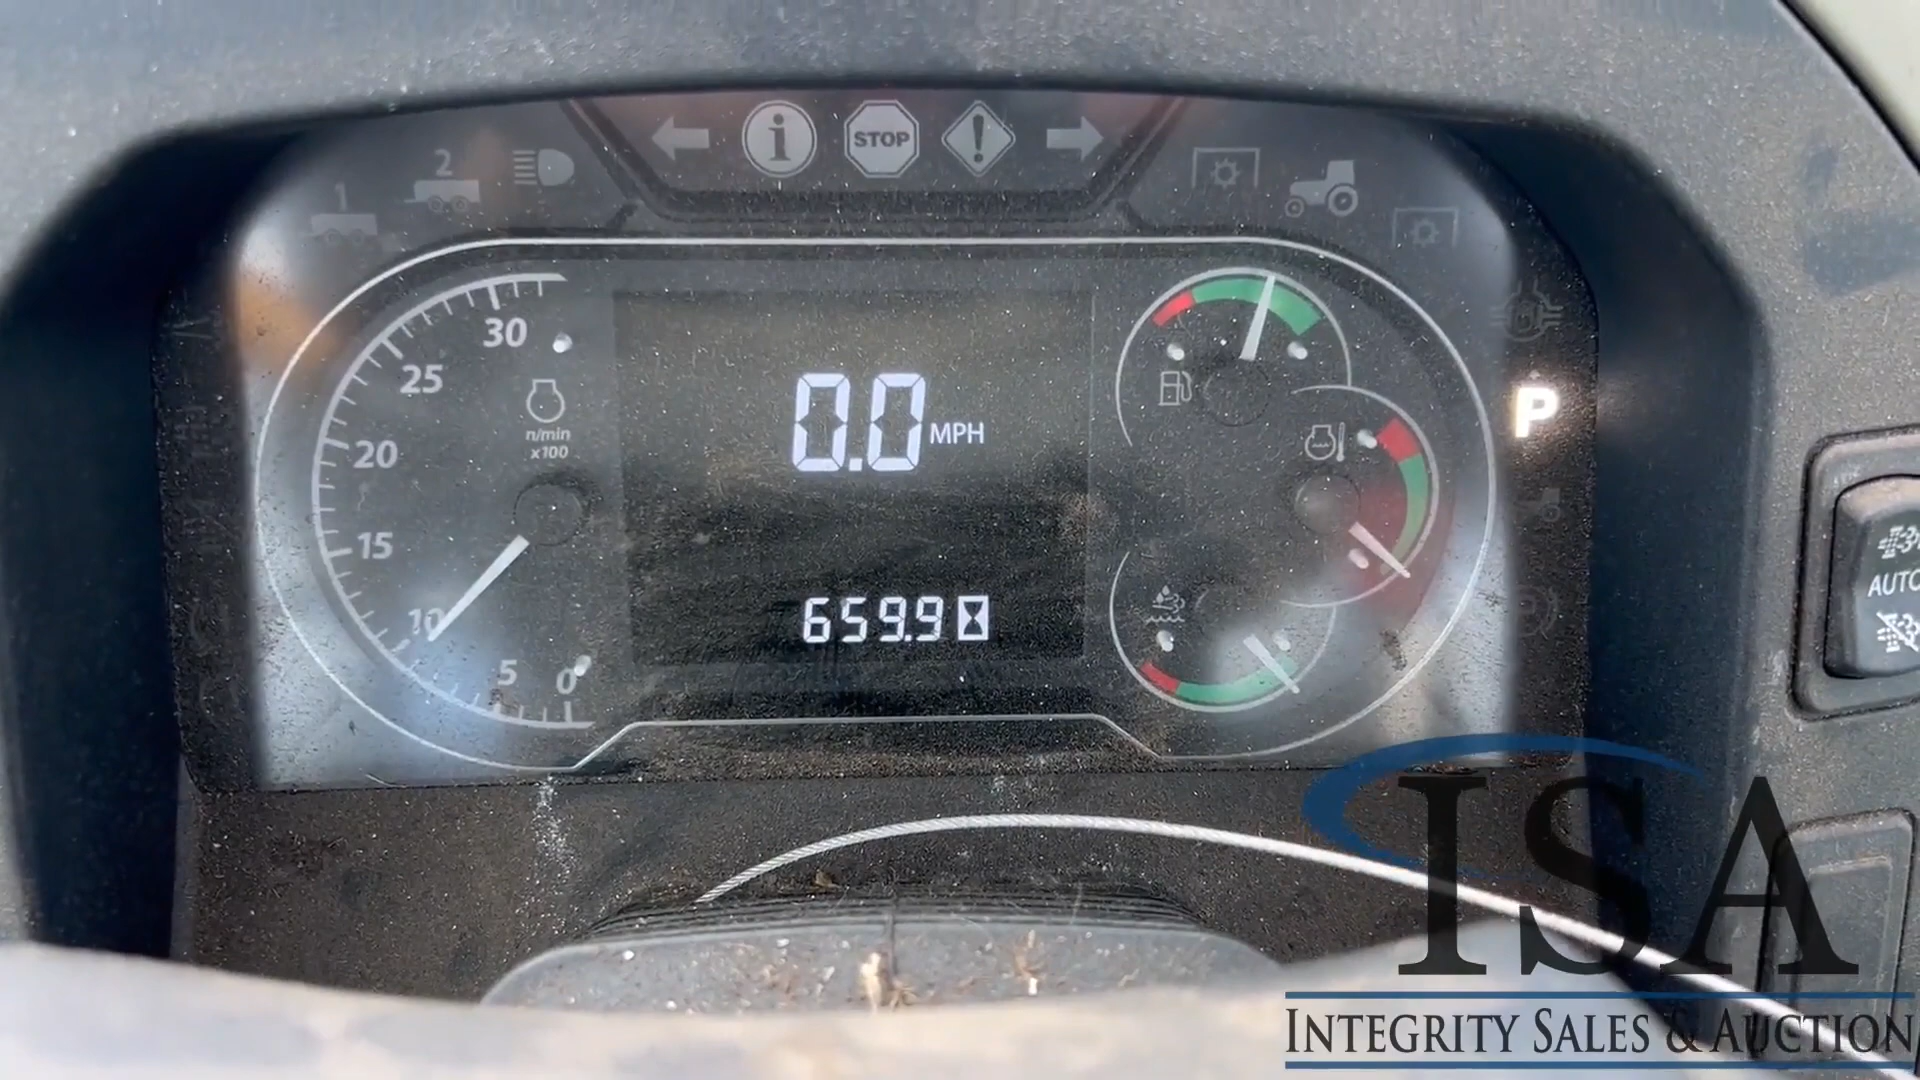 STOP
1
2
30
25
20
15
10
5
0
n/min
x100
0.0 MPH
659.9
P
AUTO
ISA
INTEGRITY SALES & AUCTION